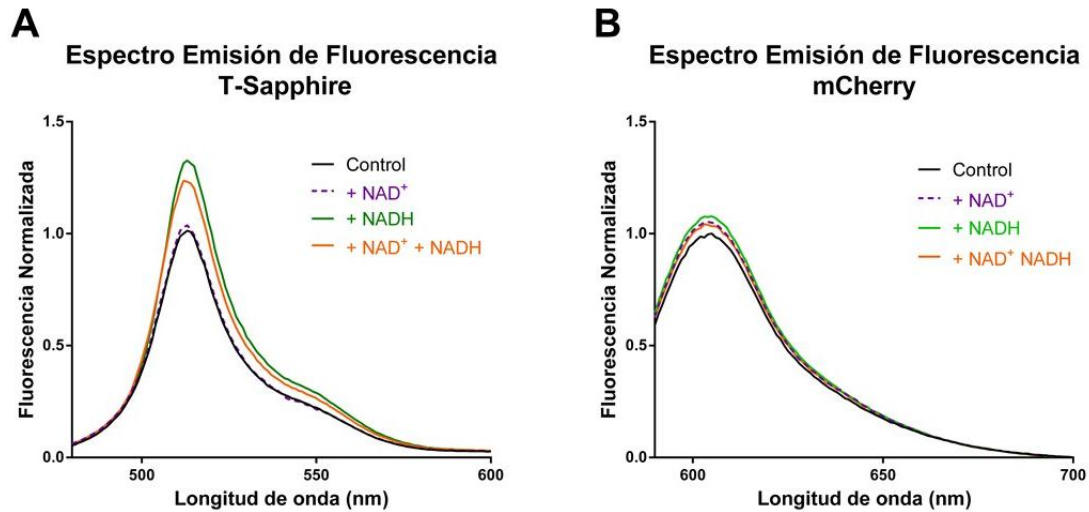 A
Espectro Emisión de Fluorescencia
T-Sapphire
Fluorescencia Normalizada
1.5
1.0
0.5
0.0
Control
+ NAD⁺
+ NADH
+ NAD⁺ + NADH
500
550
600
Longitud de onda (nm)
B
Espectro Emisión de Fluorescencia
mCherry
Fluorescencia Normalizada
1.5
1.0
0.5
0.0
Control
+ NAD⁺
+ NADH
+ NAD⁺ NADH
600
650
700
Longitud de onda (nm)